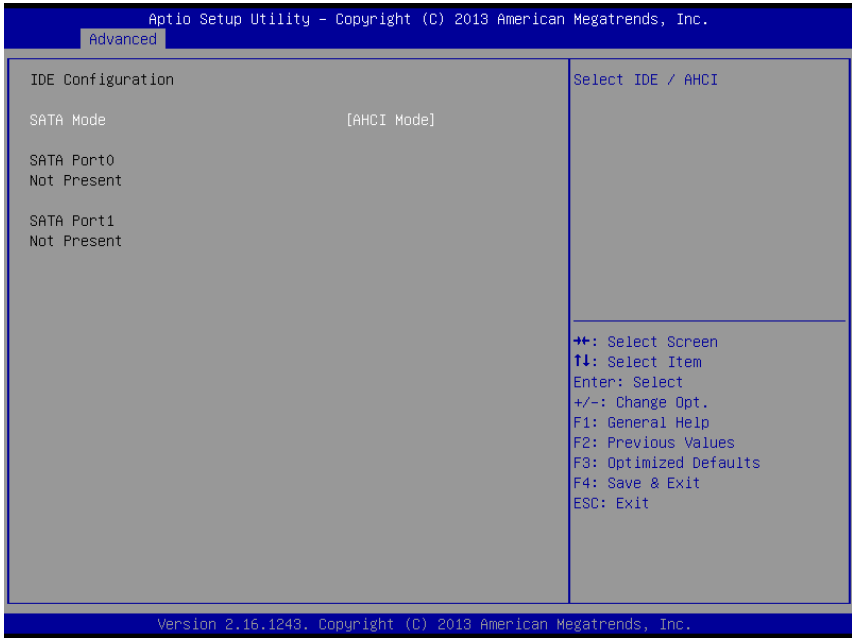 Aptio Setup Utility – Copyright (C) 2013 American Megatrends, Inc.
Advanced
IDE Configuration
SATA Mode [AHCI Mode]
SATA Port0
Not Present
SATA Port1
Not Present
Select IDE / AHCI
→←: Select Screen
↑↓: Select Item
Enter: Select
+/-: Change Opt.
F1: General Help
F2: Previous Values
F3: Optimized Defaults
F4: Save & Exit
ESC: Exit
Version 2.16.1243. Copyright (C) 2013 American Megatrends, Inc.